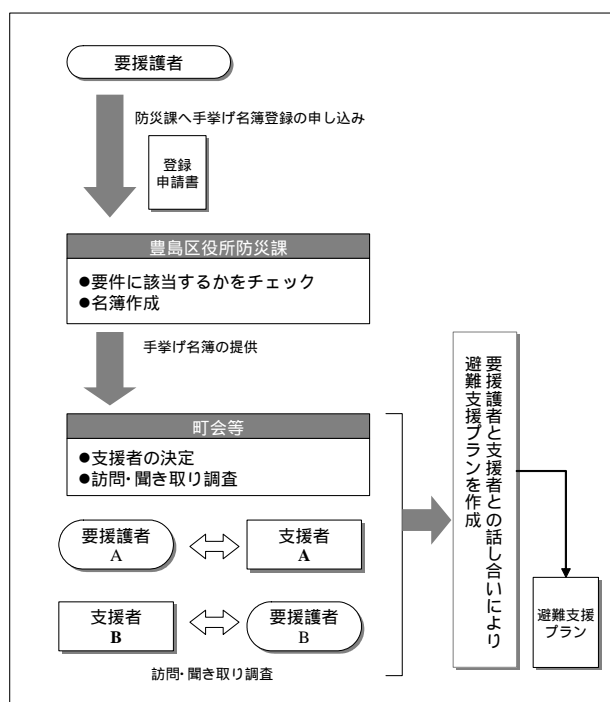 要援護者
防災課へ手挙げ名簿登録の申し込み
登録
申請書
豊島区役所防災課
●要件に該当するかをチェック
●名簿作成
手挙げ名簿の提供
町会等
●支援者の決定
●訪問・聞き取り調査
要援護者
A
支援者
A
支援者
B
要援護者
B
訪問・聞き取り調査
要援護者と支援者との話し合いにより
避難支援プランを作成
避難支援
プラン